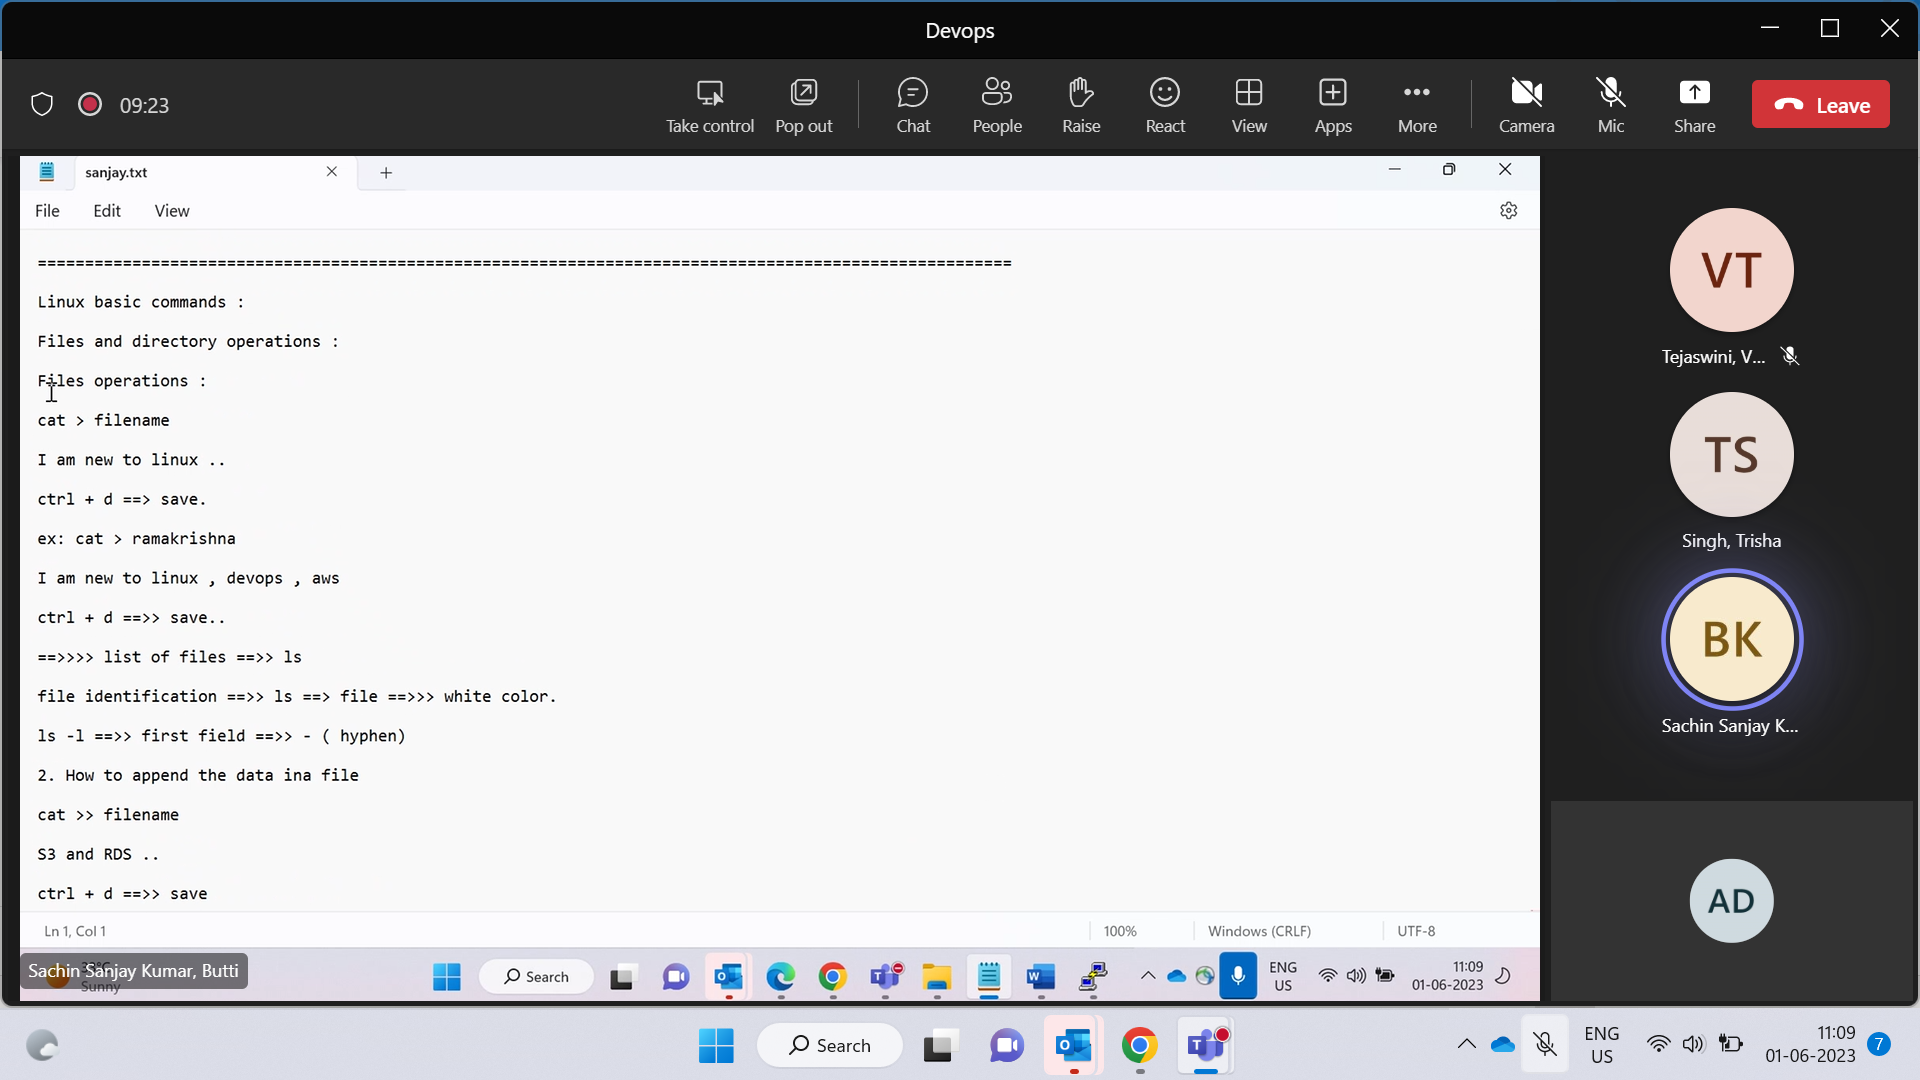 Devops
09:23
Take control
Pop out
Chat
People
Raise
React
View
Apps
More
Camera
Mic
Share
Leave
sanjay.txt
File Edit View
=======================================================================================================
Linux basic commands :
Files and directory operations :
Files operations :
cat > filename
I am new to linux ..
ctrl + d ==> save.
ex: cat > ramakrishna
I am new to linux , devops , aws
ctrl + d ==>> save..
==>>>> list of files ==>> ls
file identification ==>> ls ==> file ==>>> white color.
ls -l ==>> first field ==>> - ( hyphen)
2. How to append the data ina file
cat >> filename
S3 and RDS ..
ctrl + d ==>> save
Ln 1, Col 1
100%
Windows (CRLF)
UTF-8
VT
Tejaswini, V...
TS
Singh, Trisha
BK
Sachin Sanjay K...
AD
Sachin Sanjay Kumar, Butti
Sunny
Search
ENG
US
11:09
01-06-2023
Search
ENG
US
11:09
01-06-2023
7